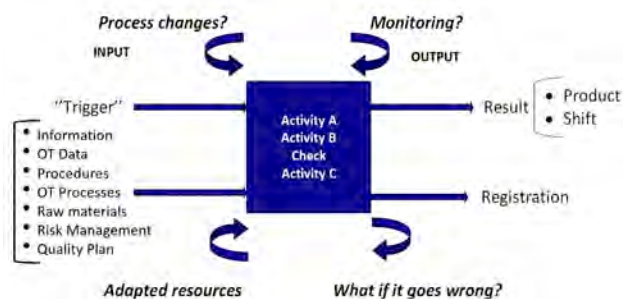 Process changes?
Monitoring?
INPUT
OUTPUT
"Trigger"
Information
OT Data
Procedures
OT Processes
Raw materials
Risk Management
Quality Plan
Activity A
Activity B
Check
Activity C
Result
Product
Shift
Registration
Adapted resources
What if it goes wrong?